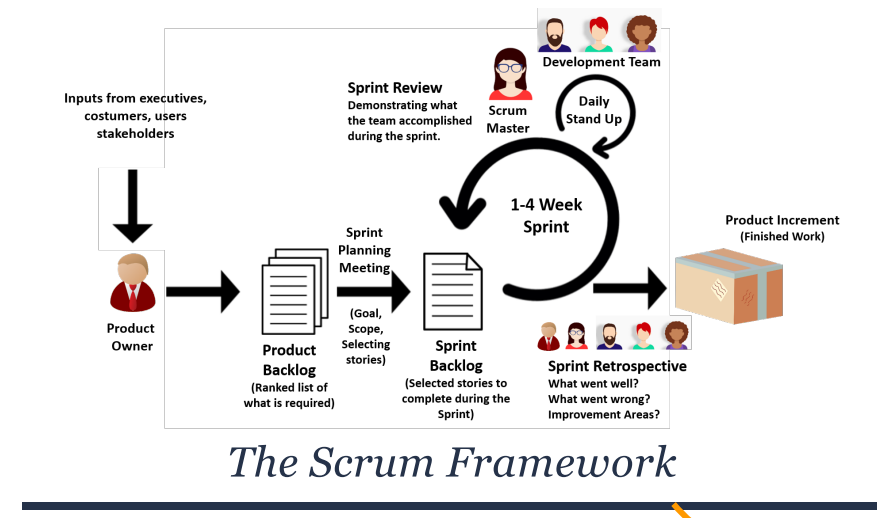 Inputs from executives,
costumers, users
stakeholders
Product
Owner
Product
Backlog
(Ranked list of
what is required)
Sprint
Planning
Meeting
(Goal,
Scope,
Selecting
stories)
Sprint
Backlog
(Selected stories to
complete during the
Sprint)
Sprint Review
Demonstrating what
the team accomplished
during the sprint.
Scrum
Master
Development Team
Daily
Stand Up
1-4 Week
Sprint
Product Increment
(Finished Work)
Sprint Retrospective
What went well?
What went wrong?
Improvement Areas?
The Scrum Framework